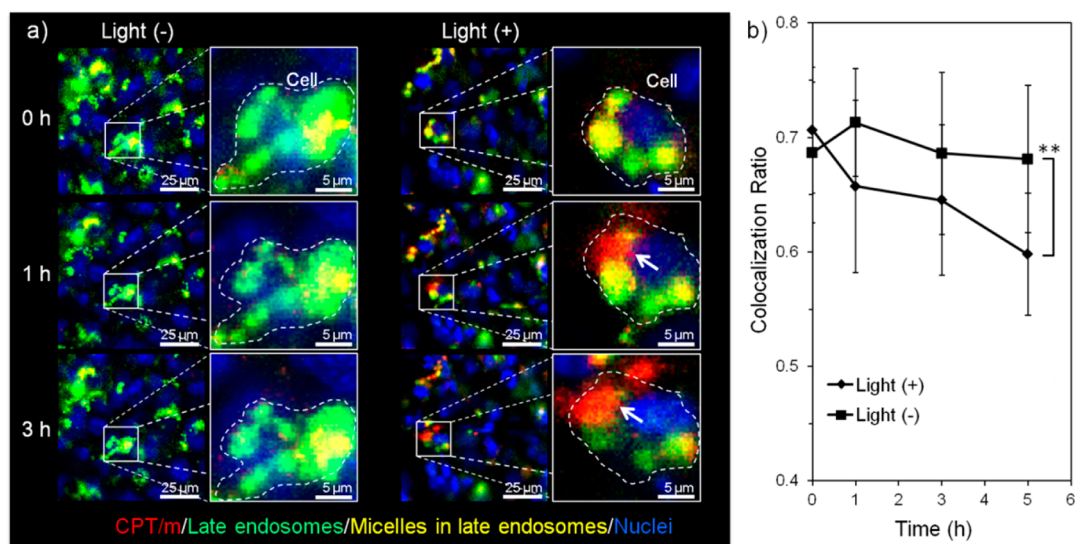 a)
Light (-)
Light (+)
0 h
Cell
25 µm
5 µm
Cell
25 µm
5 µm
1 h
25 µm
5 µm
25 µm
5 µm
3 h
25 µm
5 µm
25 µm
5 µm
CPT/m/Late endosomes/Micelles in late endosomes/Nuclei
b)
0.8
0.7
0.6
0.5
0.4
Colocalization Ratio
**
Light (+)
Light (-)
0 1 2 3 4 5 6
Time (h)